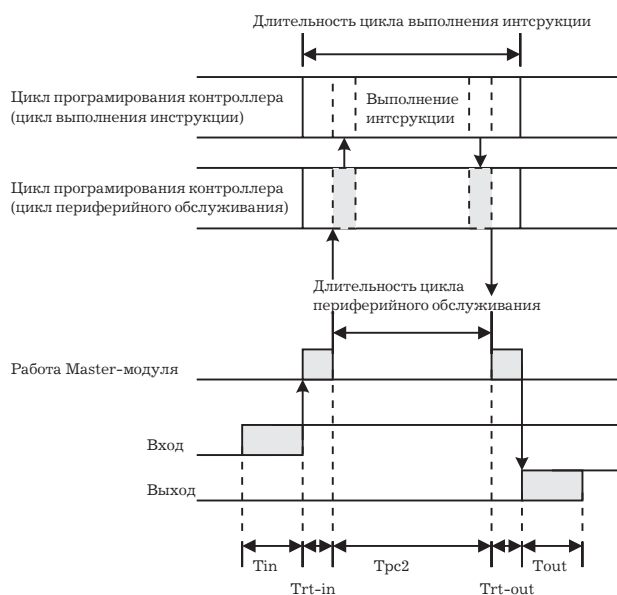 Длительность цикла выполнения интсрукции
Цикл програмирования контроллера
(цикл выполнения инструкции)
Выполнение
интсрукции
Цикл програмирования контроллера
(цикл периферийного обслуживания)
Длительность цикла
периферийного обслуживания
Работа Master-модуля
Вход
Выход
Tin
Trt-in
Tpc2
Trt-out
Tout